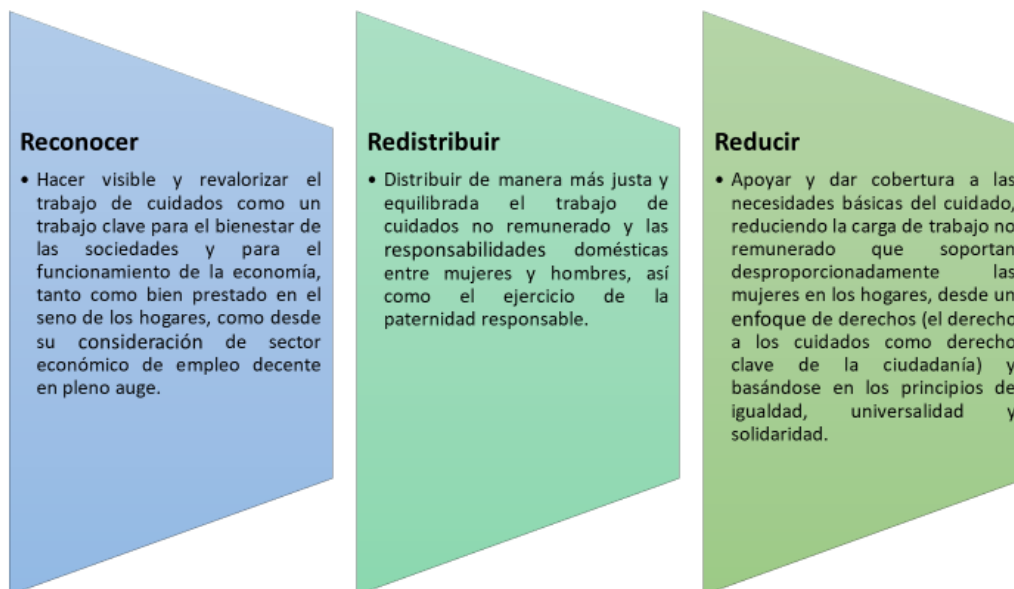 Reconocer
• Hacer visible y revalorizar el
trabajo de cuidados como un
trabajo clave para el bienestar de
las sociedades y para el
funcionamiento de la economía,
tanto como bien prestado en el
seno de los hogares, como desde
su consideración de sector
económico de empleo decente
en pleno auge.
Redistribuir
• Distribuir de manera más justa y
equilibrada el trabajo de
cuidados no remunerado y las
responsabilidades domésticas
entre mujeres y hombres, así
como el ejercicio de la
paternidad responsable.
Reducir
• Apoyar y dar cobertura a las
necesidades básicas del cuidado,
reduciendo la carga de trabajo no
remunerado que soportan
desproporcionadamente las
mujeres en los hogares, desde un
enfoque de derechos (el derecho
a los cuidados como derecho
clave de la ciudadanía) y
basándose en los principios de
igualdad, universalidad y
solidaridad.